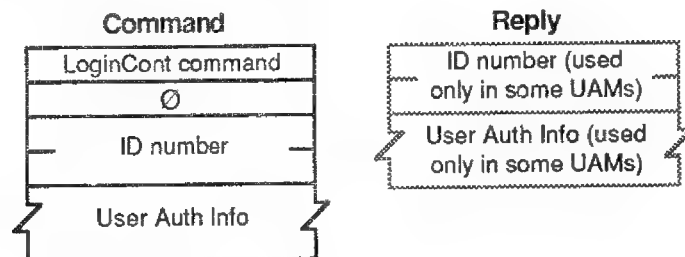 Command
LoginCont command
Ø
ID number
User Auth Info
Reply
ID number (used
only in some UAMs)
User Auth Info (used
only in some UAMs)